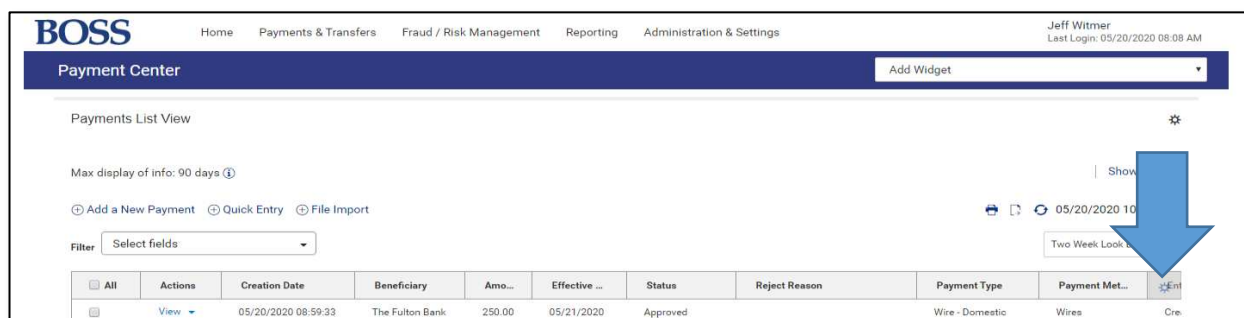 BOSS Home Payments & Transfers Fraud / Risk Management Reporting Administration & Settings Jeff Witmer
Last Login: 05/20/2020 08:08 AM
Payment Center Add Widget
Payments List View
Max display of info: 90 days Show
Add a New Payment Quick Entry File Import 05/20/2020 10
Filter Select fields Two Week Look
All Actions Creation Date Beneficiary Amo... Effective ... Status Reject Reason Payment Type Payment Met... Ent
View 05/20/2020 08:59:33 The Fulton Bank 250.00 05/21/2020 Approved Wire - Domestic Wires Cre